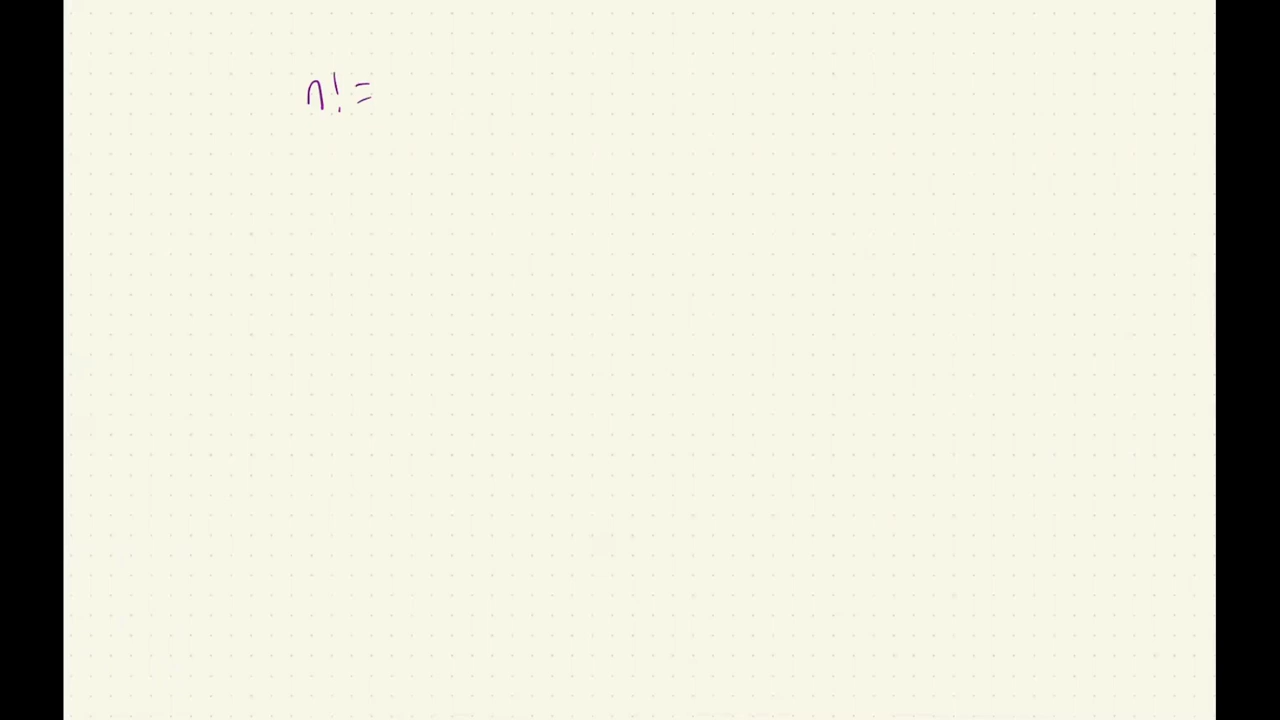 n! =